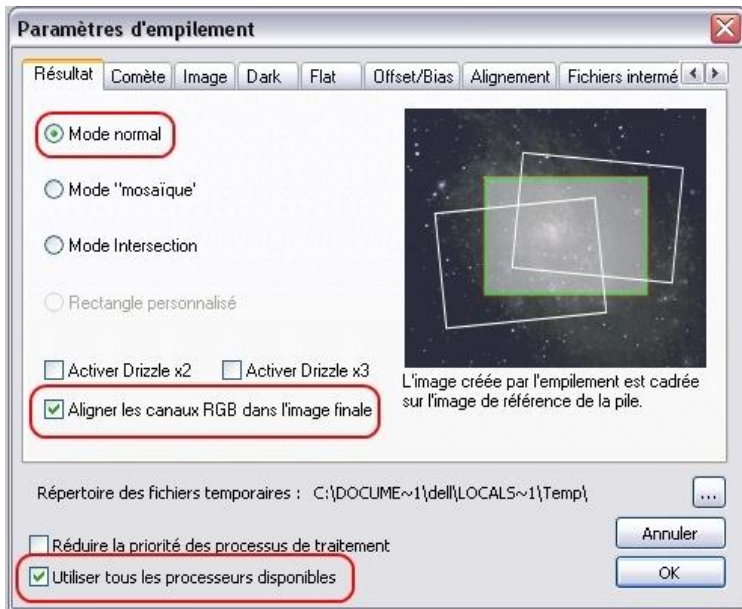 Paramètres d'empilement
Résultat Comète Image Dark Flat Offset/Bias Alignement Fichiers intermé
Mode normal
Mode "mosaïque'
Mode Intersection
Rectangle personnalisé
Activer Drizzle x2 Activer Drizzle x3
Aligner les canaux RGB dans l'image finale
L'image créée par l'empilement est cadrée
sur l'image de référence de la pile.
Répertoire des fichiers temporaires : C:\DOCUME~1\dell\LOCALS~1\Temp\ ...
Réduire la priorité des processus de traitement
Utiliser tous les processeurs disponibles
Annuler
OK